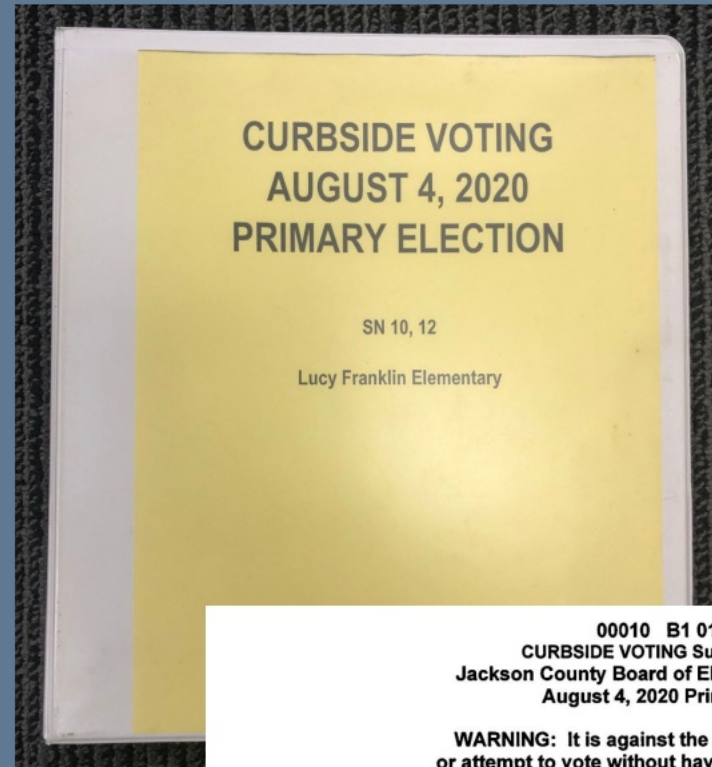 CURBSIDE VOTING
AUGUST 4, 2020
PRIMARY ELECTION
SN 10, 12
Lucy Franklin Elementary
00010 B1
CURBSIDE VOTING
Jackson County Board of
August 4, 2020
WARNING: It is against the
or attempt to vote without